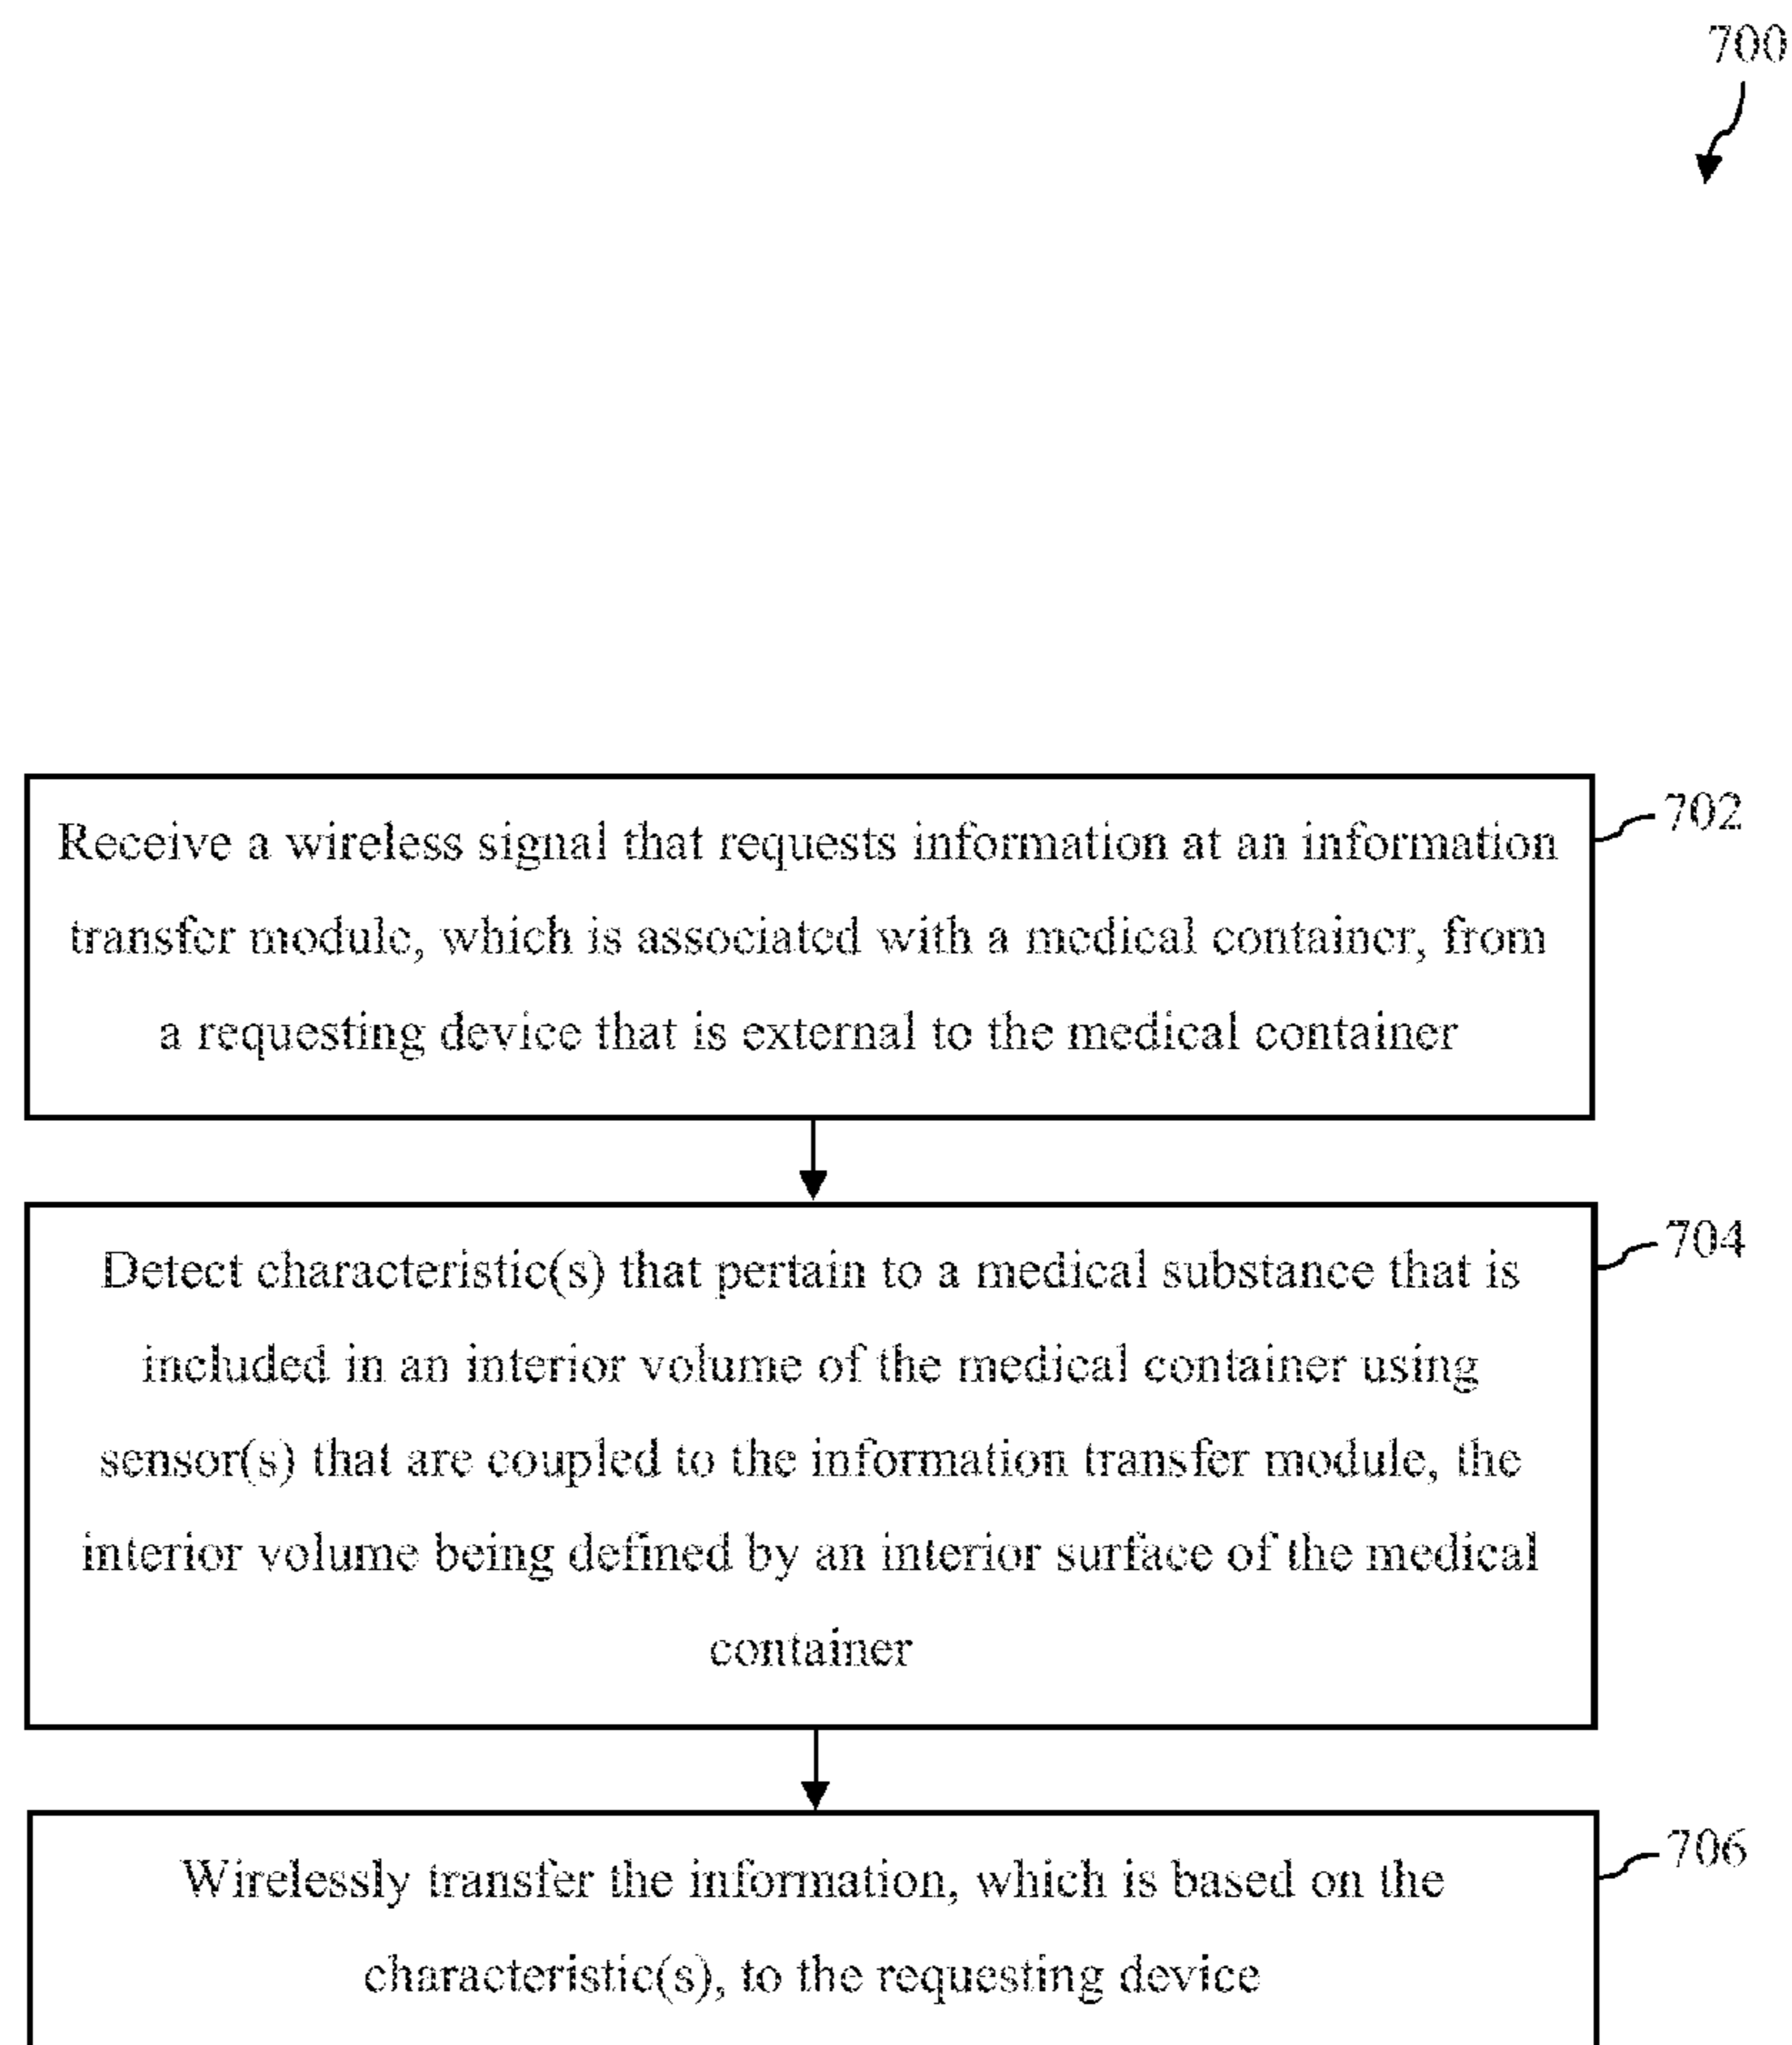 700
Receive a wireless signal that requests information at an information
702
transfer module, which is associated with a medical container, from
a requesting device that is external to the medical container
Detect characteristic(s) that pertain to a medical substance that is
704
included in an interior volume of the medical container using
sensor(s) that are coupled to the information transfer module, the
interior volume being defined by an interior surface of the medical
container
Wirelessly transfer the information, which is based on the
706
characteristic(s), to the requesting device